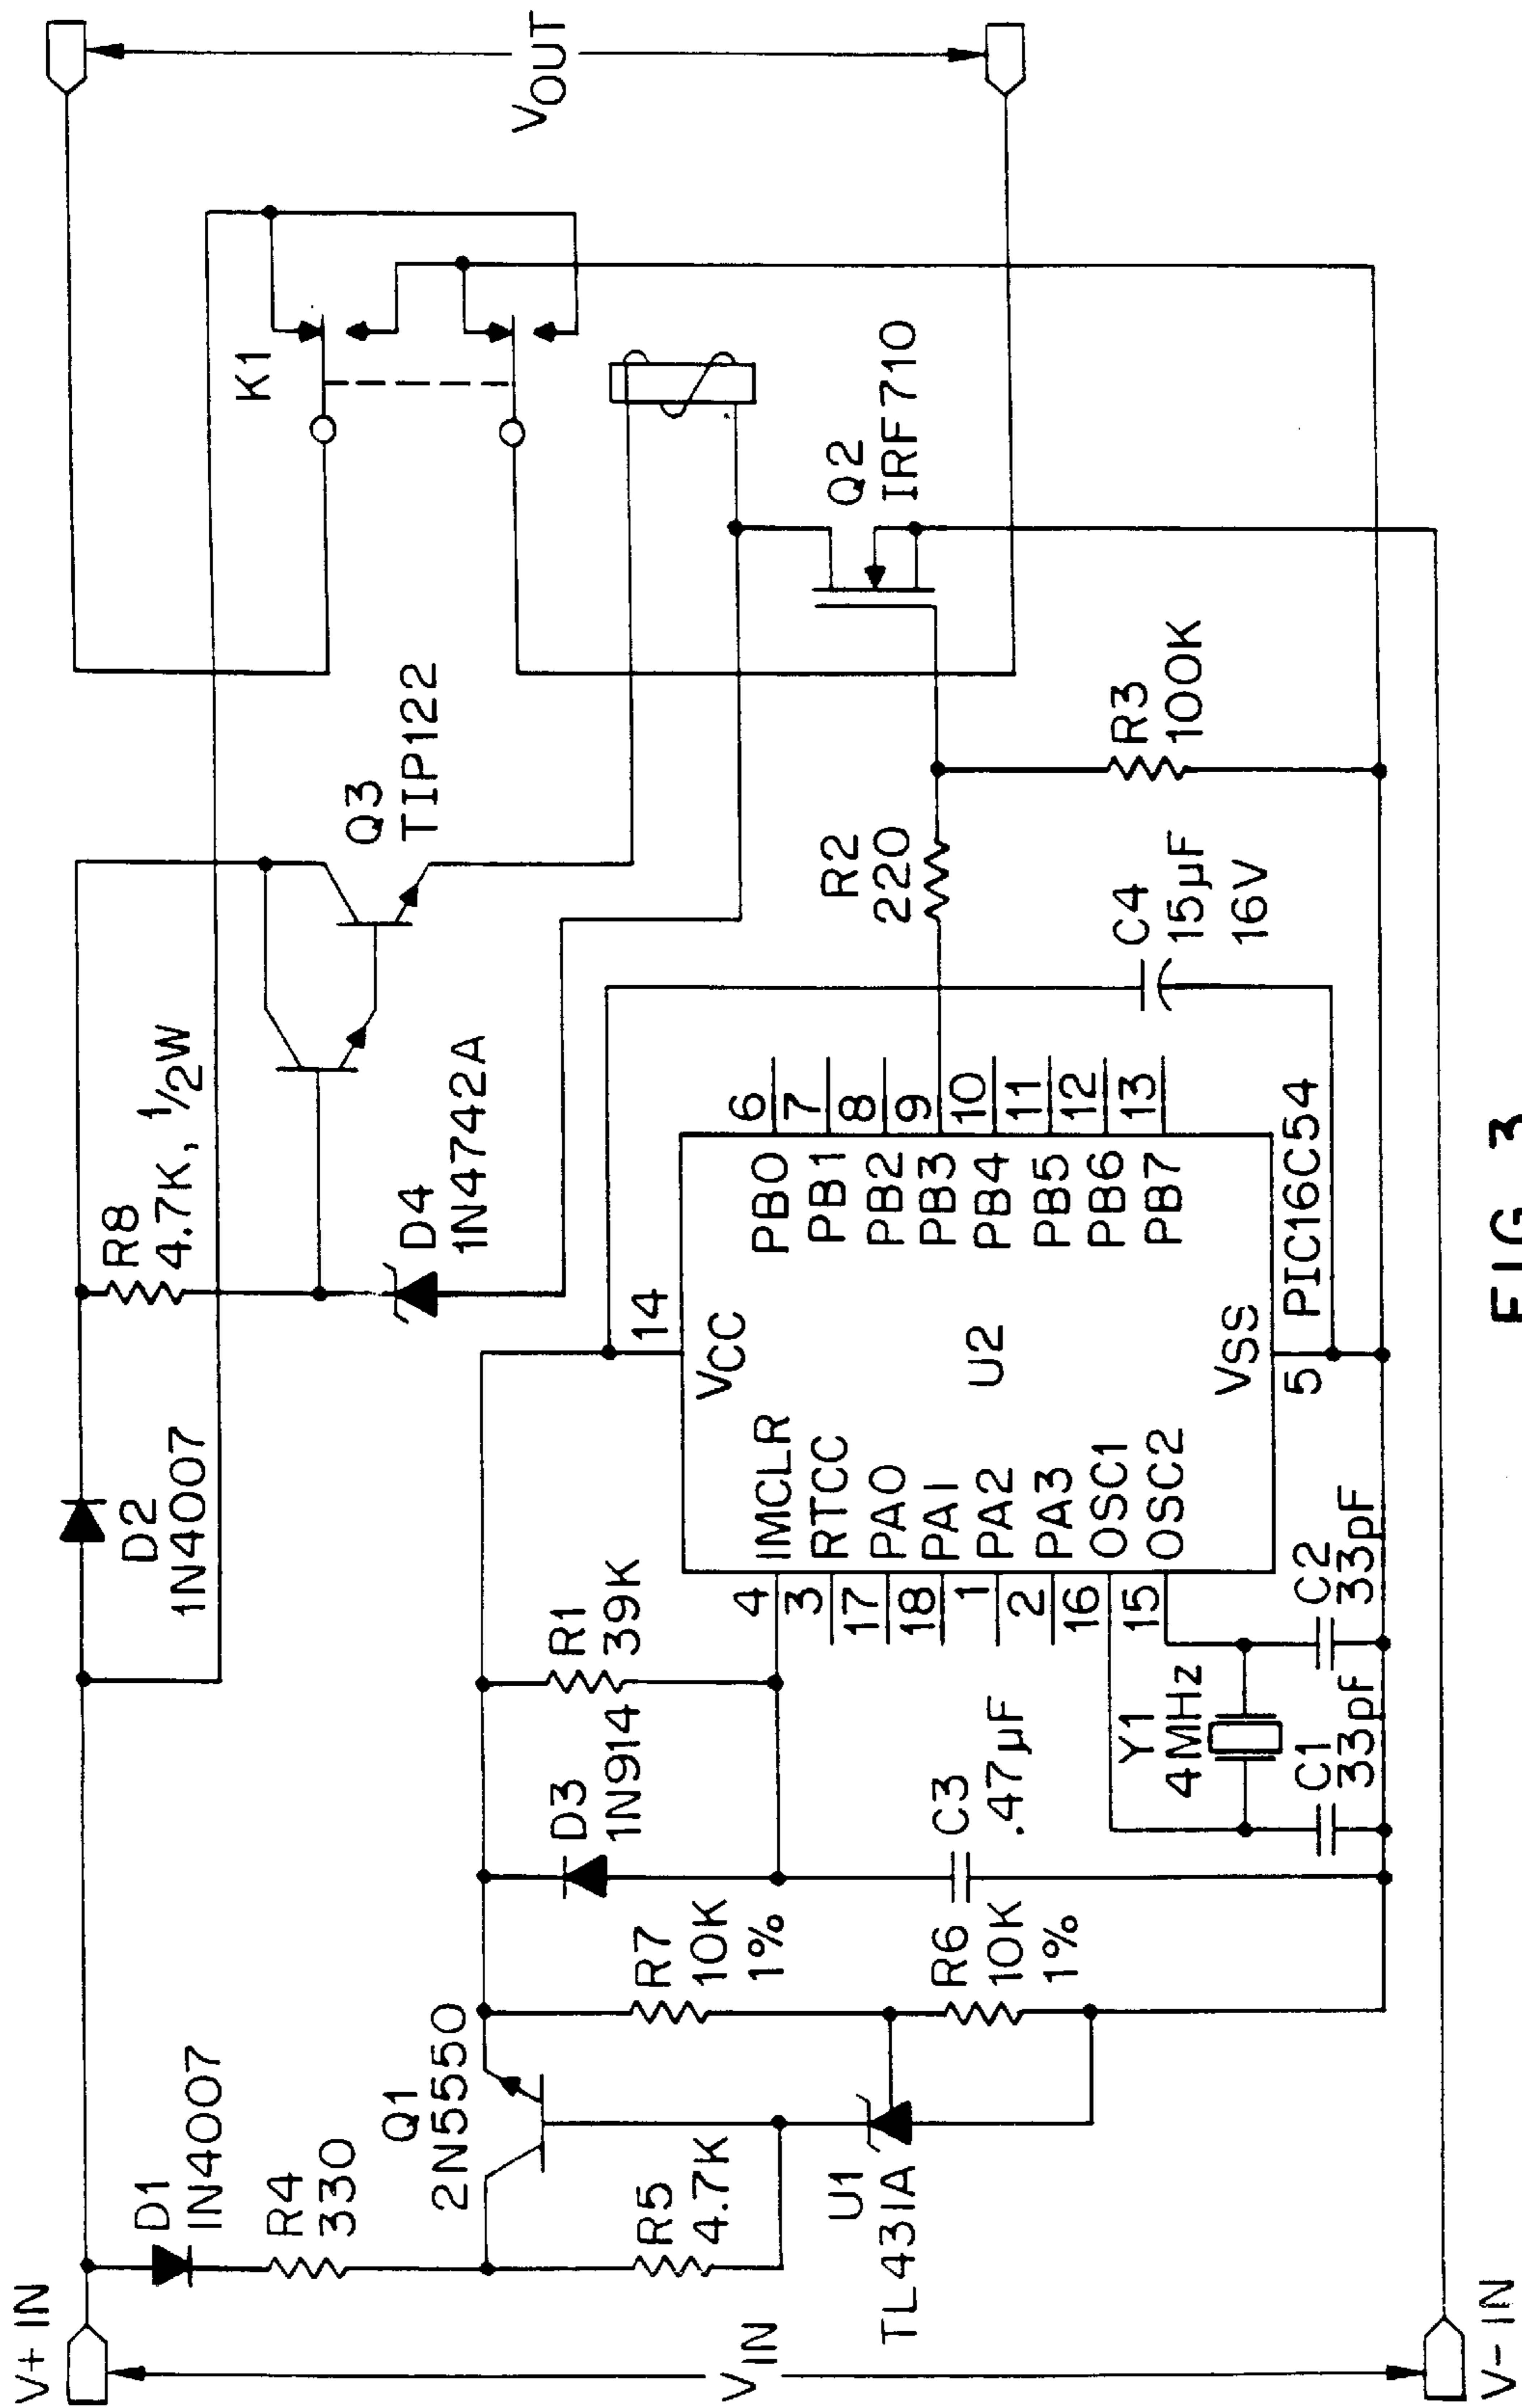 V+ IN
D1
1N4007
R4
330
Q1
2N5550
R5
4.7K
U1
TL431A
VIN
V- IN
R7
10K
1%
R6
10K
1%
D3
1N914
R1
39K
C3
.47µF
Y1
4MHz
C1
33pF
C2
33pF
D2
1N4007
R8
4.7K, 1/2W
D4
1N4742A
Q3
TIP122
14
VCC
U2
VSS
5
PIC16C54
4 IMCLR
3 RTCC
17 PA0
18 PA1
1 PA2
2 PA3
16 OSC1
15 OSC2
PB0 6
PB1 7
PB2 8
PB3 9
PB4 10
PB5 11
PB6 12
PB7 13
R2
220
C4
15µF
16V
R3
100K
Q2
IRF710
K1
VOUT
FIG. 3